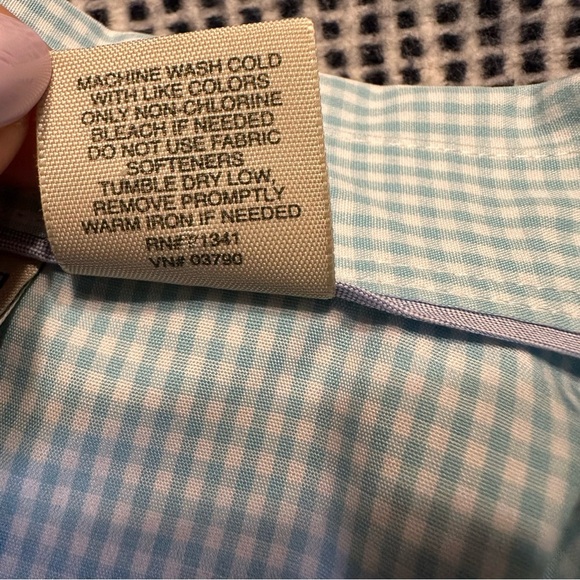 MACHINE WASH COLD
WITH LIKE COLORS
ONLY NON-CHLORINE
BLEACH IF NEEDED
DO NOT USE FABRIC
SOFTENERS
TUMBLE DRY LOW,
REMOVE PROMPTLY
WARM IRON IF NEEDED
RN#
VN# 03790